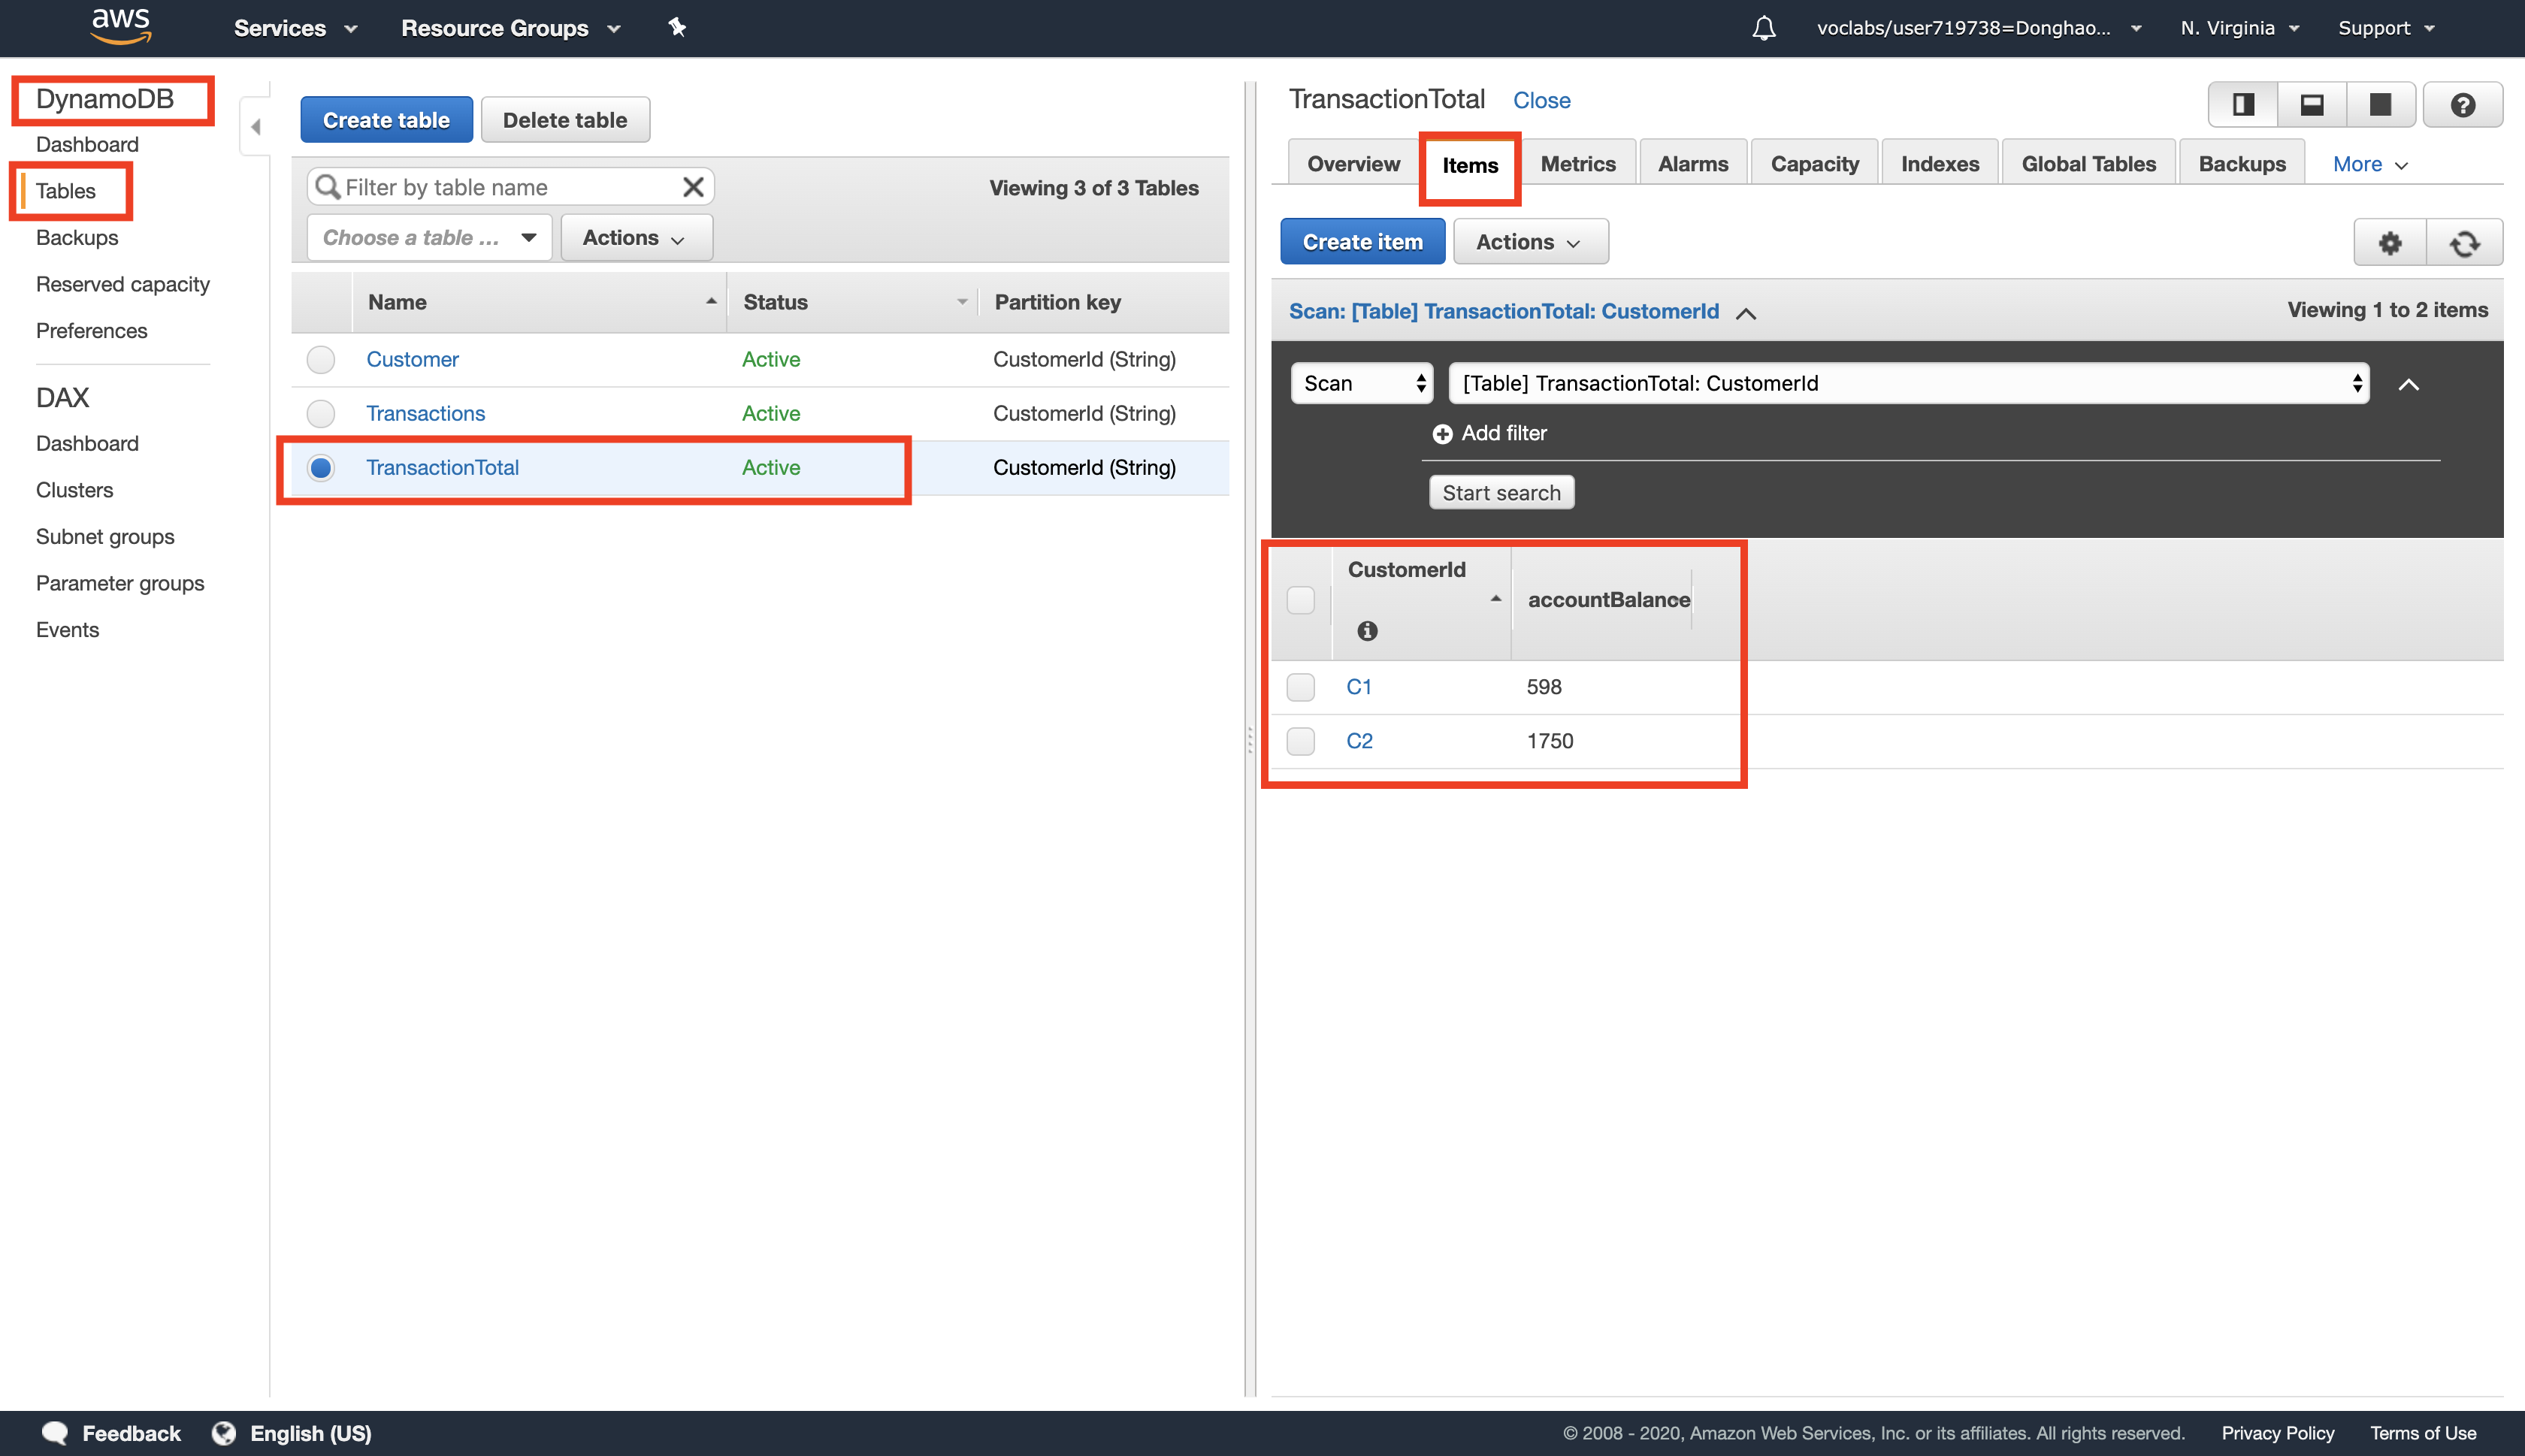 aws
Services
Resource Groups
voclabs/user719738=Donghao...
N. Virginia
Support
DynamoDB
Dashboard
Tables
Backups
Reserved capacity
Preferences
DAX
Dashboard
Clusters
Subnet groups
Parameter groups
Events
Create table
Delete table
Filter by table name
Viewing 3 of 3 Tables
Choose a table ...
Actions
Name Status Partition key
Customer Active CustomerId (String)
Transactions Active CustomerId (String)
TransactionTotal Active CustomerId (String)
TransactionTotal Close
Overview Items Metrics Alarms Capacity Indexes Global Tables Backups More
Create item
Actions
Scan: [Table] TransactionTotal: CustomerId
Viewing 1 to 2 items
Scan
[Table] TransactionTotal: CustomerId
Add filter
Start search
CustomerId accountBalance
C1 598
C2 1750
Feedback
English (US)
© 2008 - 2020, Amazon Web Services, Inc. or its affiliates. All rights reserved.
Privacy Policy
Terms of Use